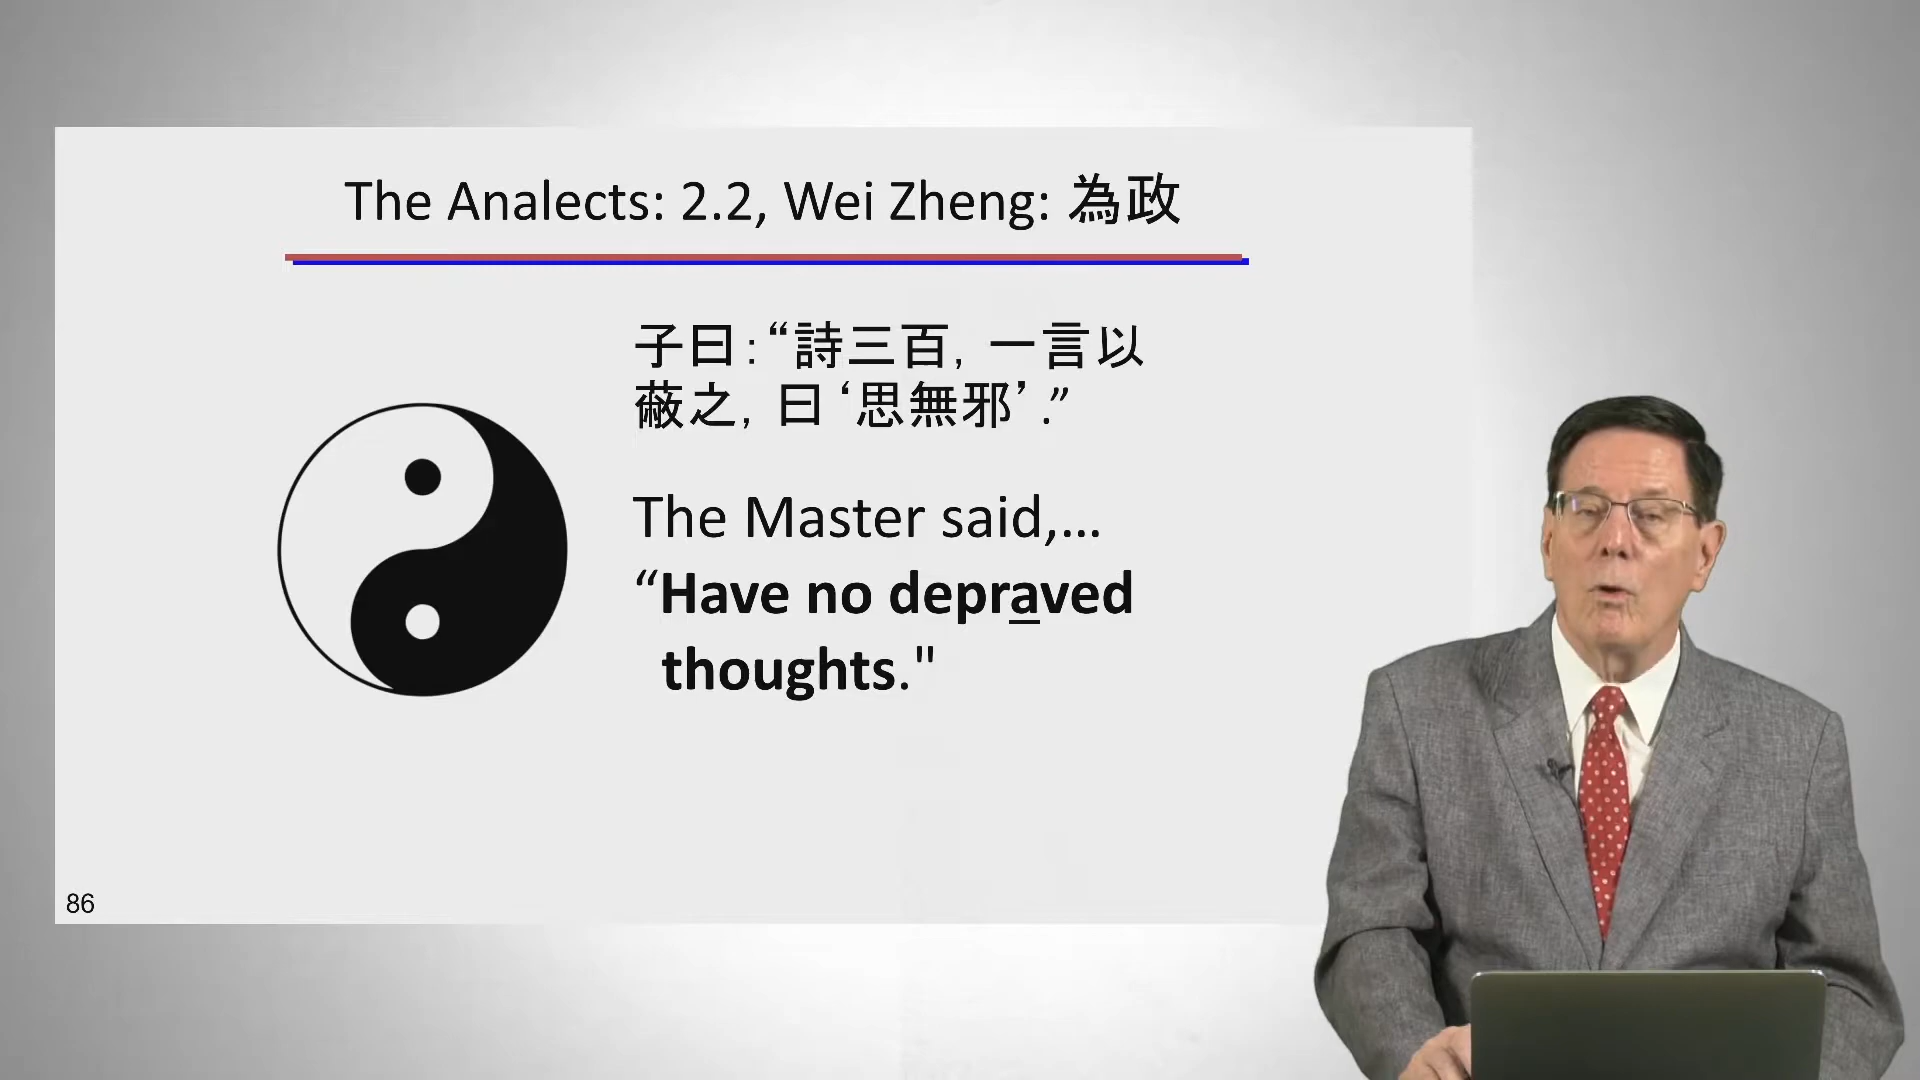 The Analects: 2.2, Wei Zheng: 為政
子曰：“詩三百，一言以
蔽之，曰‘思無邪’.”
The Master said,...
“Have no depraved
thoughts."
86